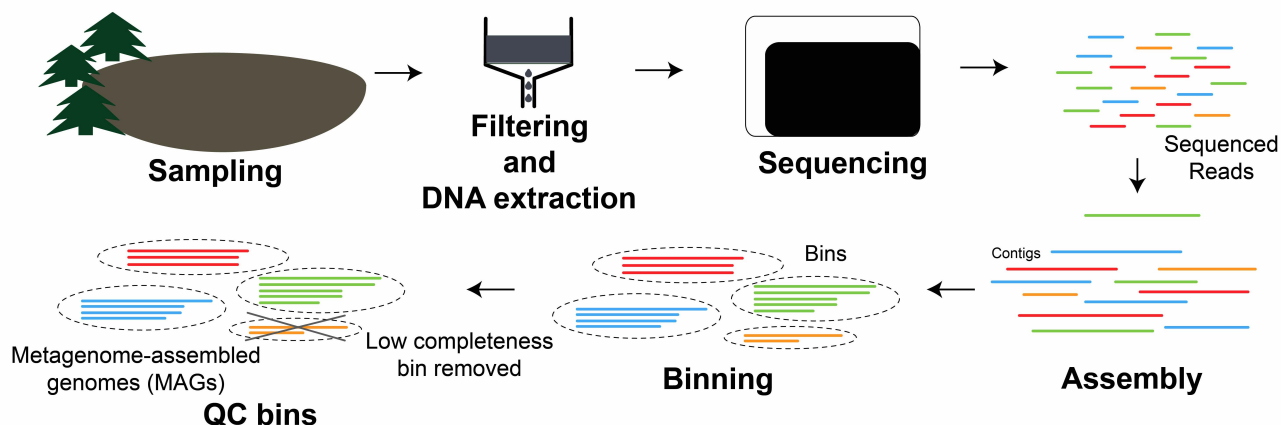 Sampling
Filtering
and
DNA extraction
Sequencing
Sequenced
Reads
Contigs
Assembly
Bins
Binning
Low completeness
bin removed
Metagenome-assembled
genomes (MAGs)
QC bins